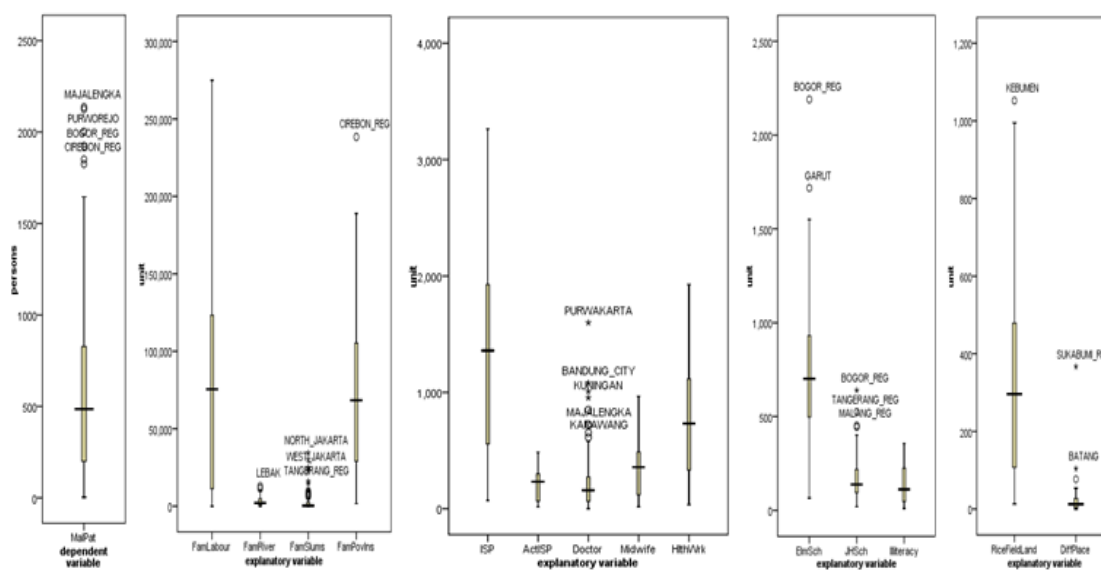 2500
2000
1500
1000
500
0
persons
MAJALENGKA
PURWOREJO
BOGOR_REG
CIREBON_REG
MalPat
dependent
variable
300,000
250,000
200,000
150,000
100,000
50,000
0
unit
CIREBON_REG
NORTH_JAKARTA
WEST_JAKARTA
TANGERANG_REG
LEBAK
FamLabour
FamRiver
FamSlums
FamPovIns
explanatory variable
4,000
3,000
2,000
1,000
0
unit
PURWAKARTA
BANDUNG_CITY
KUNINGAN
MAJALENGKA
KARAWANG
ISP
ActISP
Doctor
Midwife
HlthWrk
explanatory variable
2,500
2,000
1,500
1,000
500
0
unit
BOGOR_REG
GARUT
BOGOR_REG
TANGERANG_REG
MALANG_REG
ElmSch
JHSch
Illiteracy
explanatory variable
1,200
1,000
800
600
400
200
0
unit
KEBUMEN
SUKABUMI_R
BATANG
RiceFieldLand
DiffPlace
explanatory variable